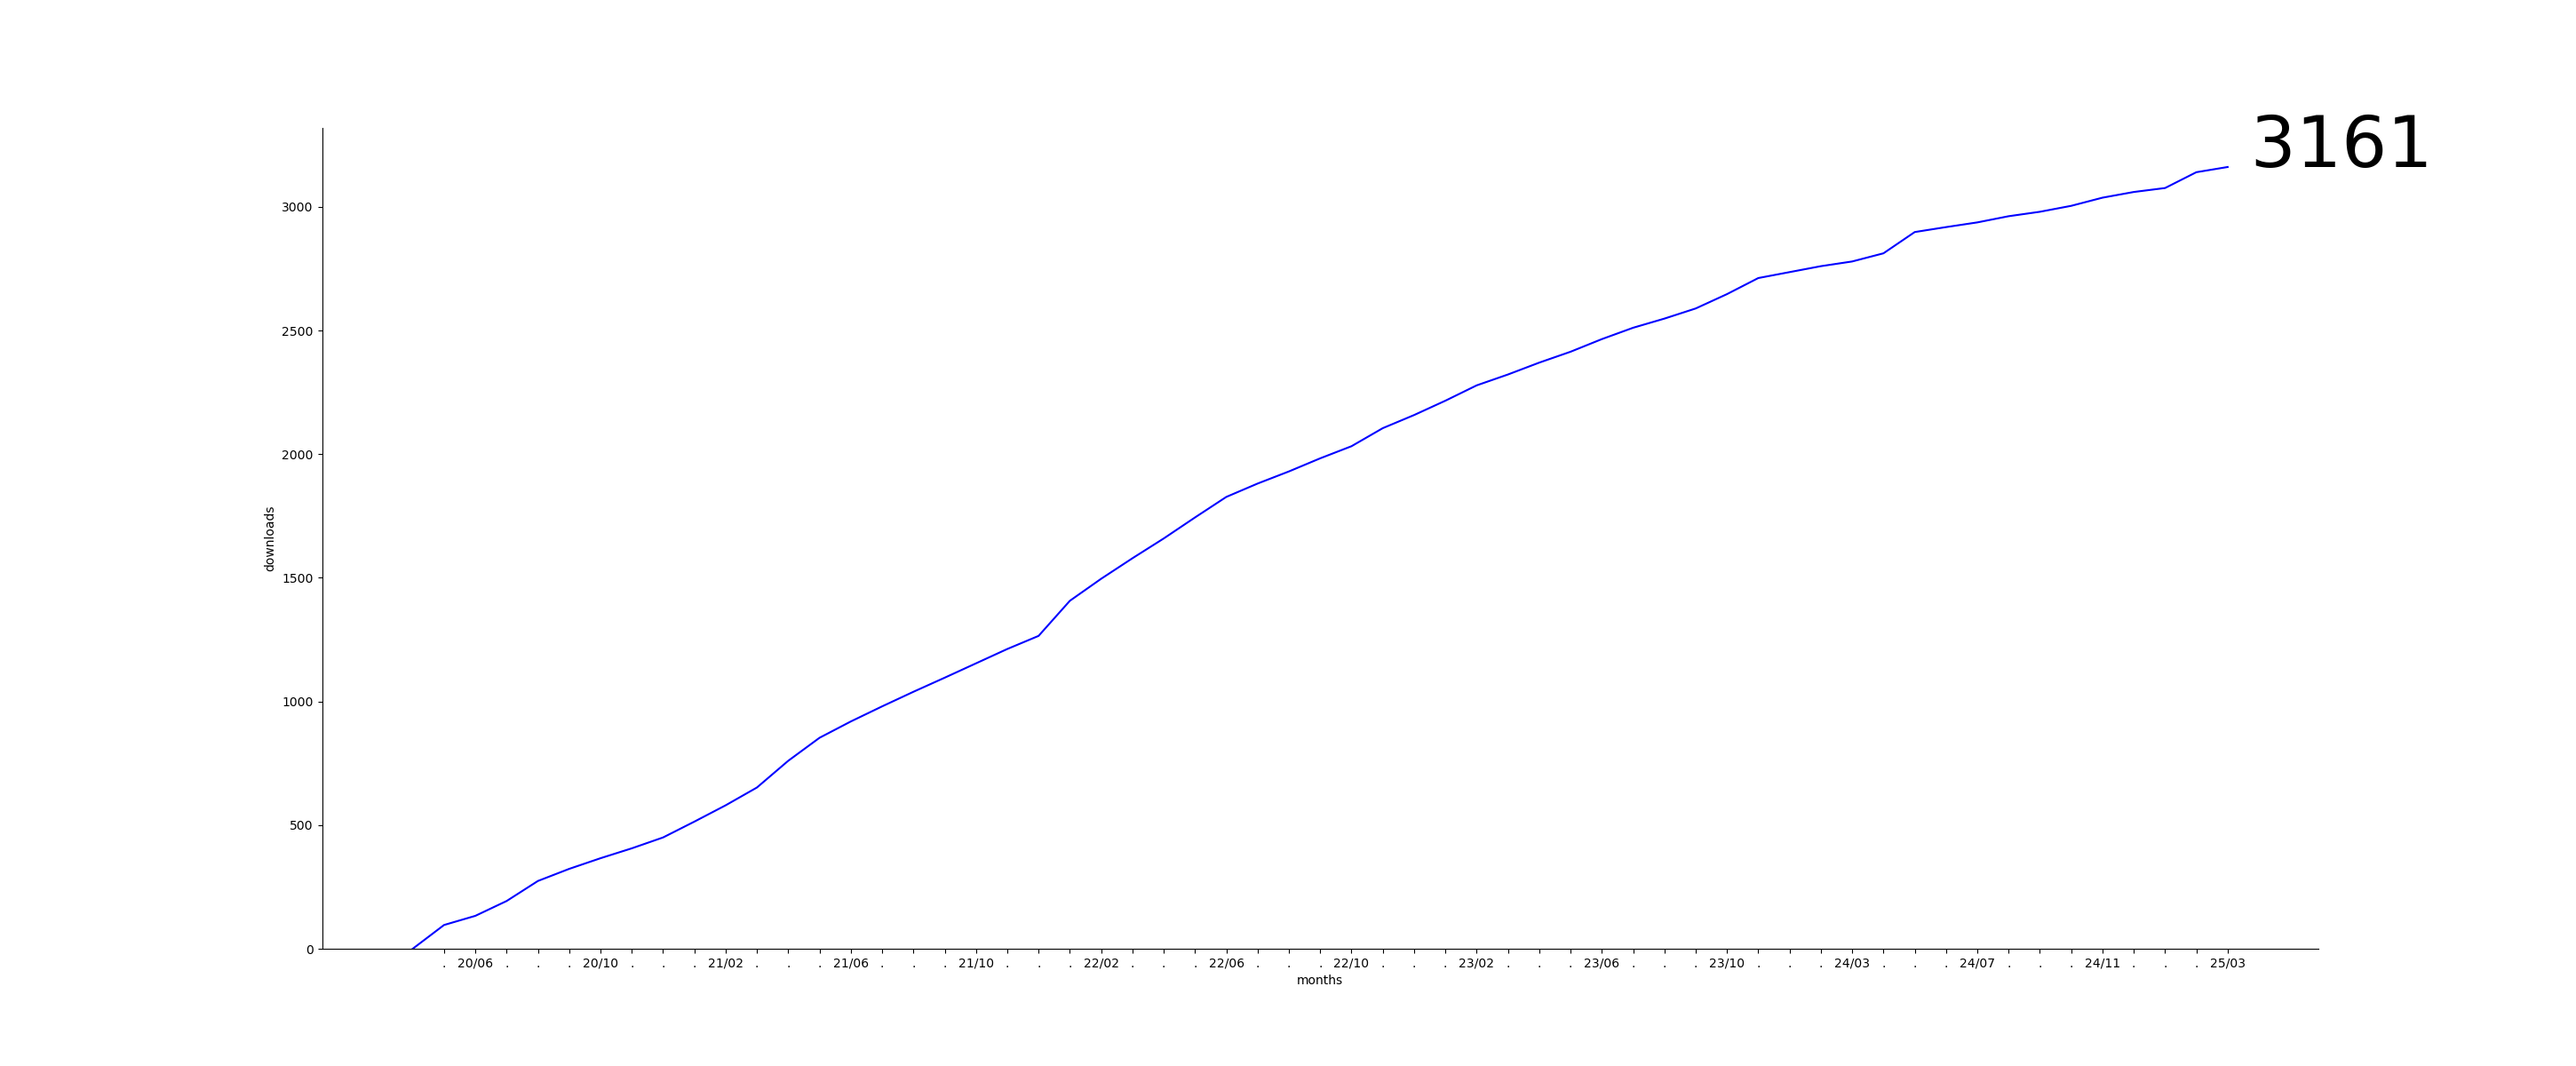 3161
3000
2500
2000
1500
1000
500
0
downloads
. 20/06 . . . 20/10 . . . 21/02 . . . 21/06 . . . 21/10 . . . 22/02 . . . 22/06 . . . 22/10 . . . 23/02 . . . 23/06 . . . 23/10 . . . 24/03 . . . 24/07 . . . 24/11 . . . 25/03
months